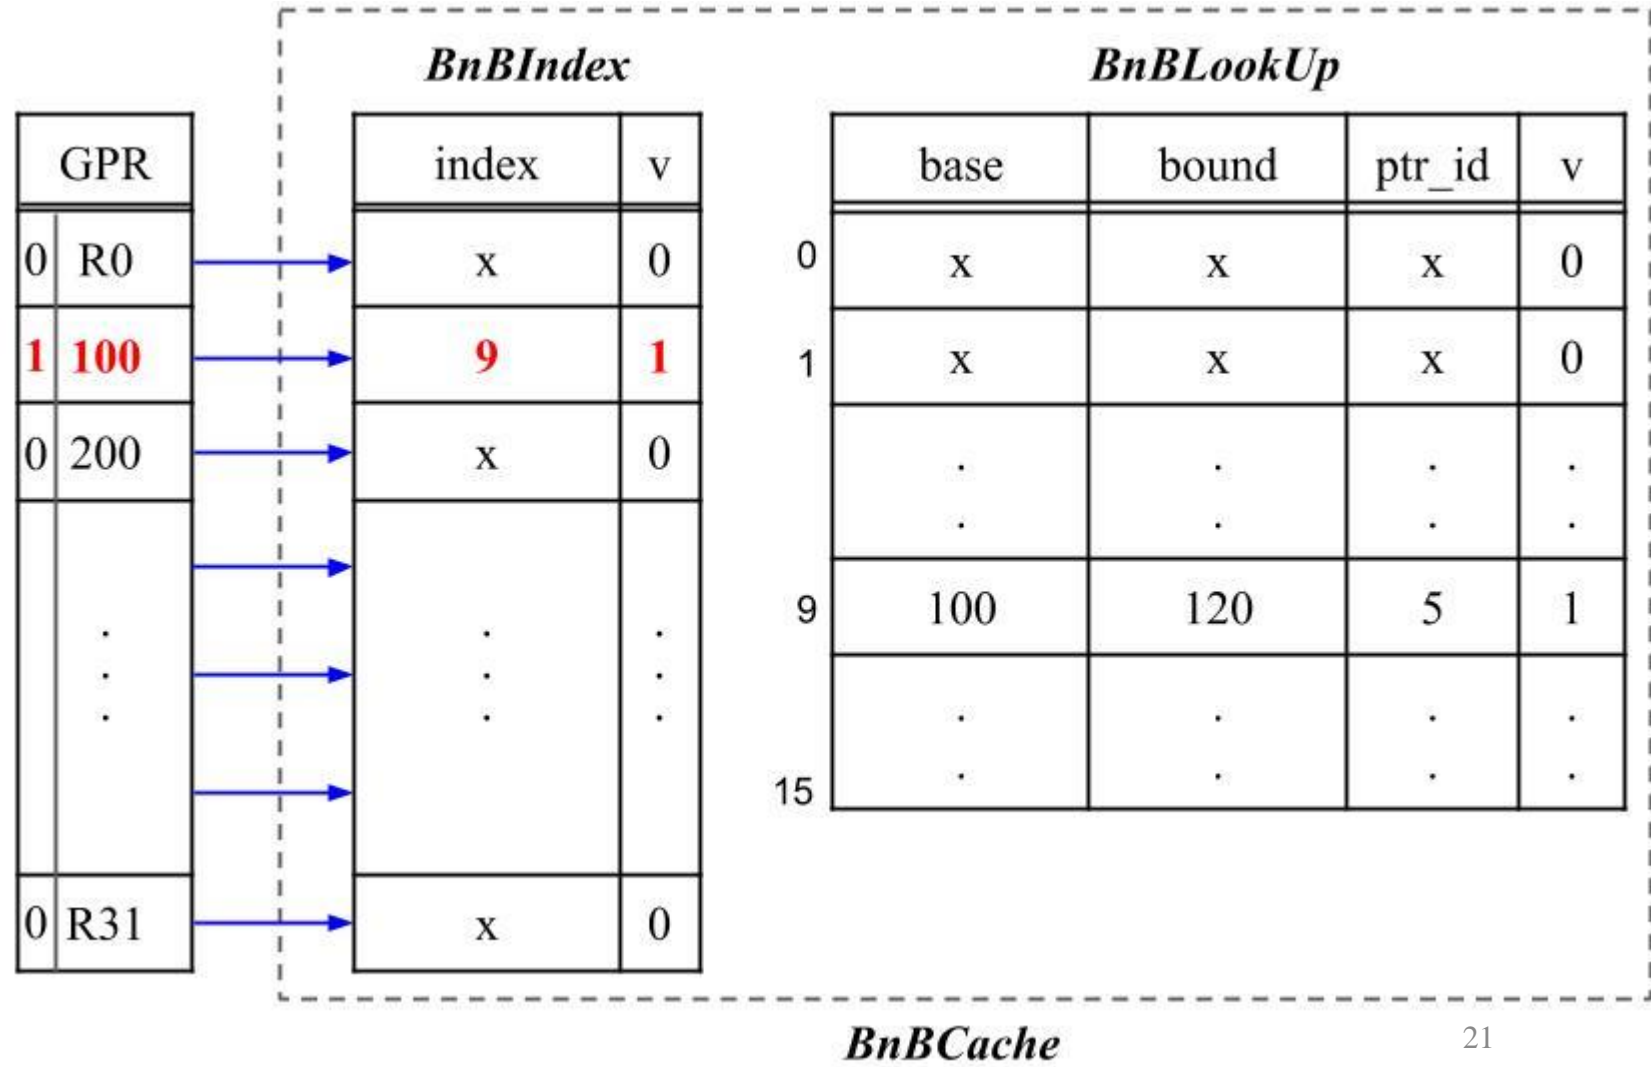 BnBIndex BnBLookUp
GPR index v base bound ptr_id v
0 R0 x 0 0 x x x 0
1 100 9 1 1 x x x 0
0 200 x 0 . . . .
. . . .
9 100 120 5 1
. . . . . . .
. . .
. . . . . . .
15 . . . .
0 R31 x 0
BnBCache 21